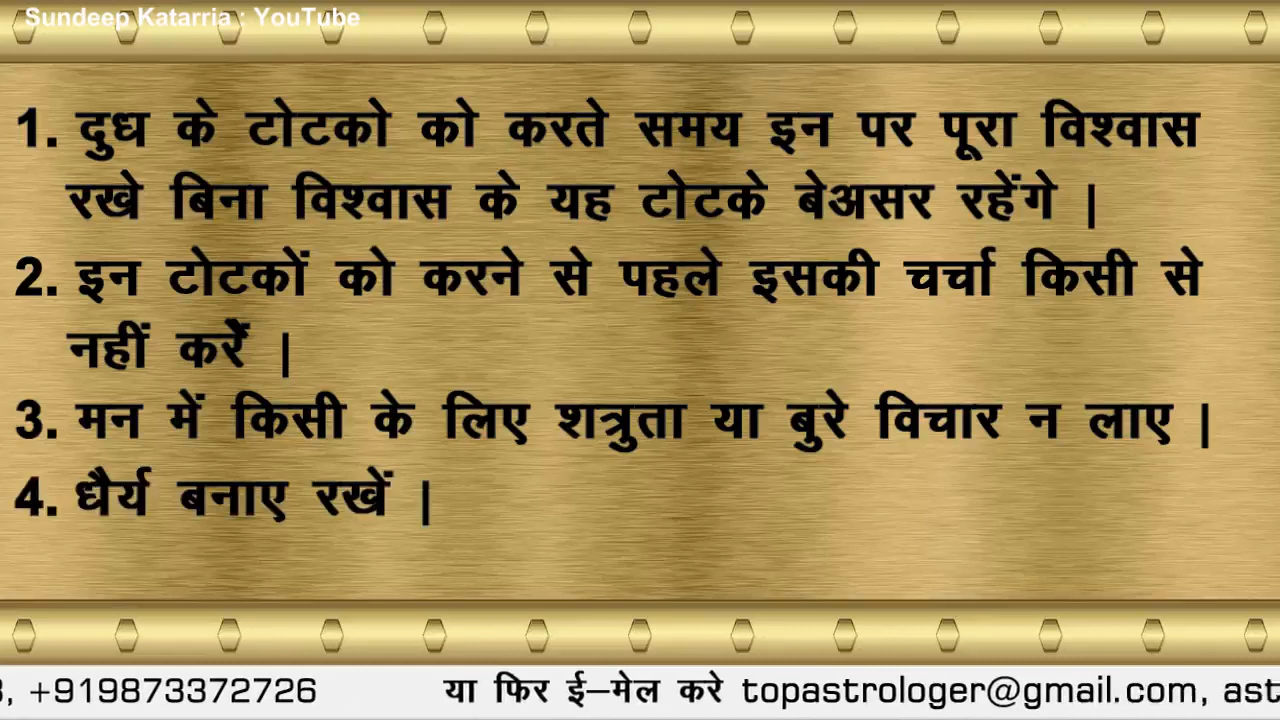 Sundeep Katarria : YouTube
1. दुध के टोटको को करते समय इन पर पूरा विश्वास
रखे बिना विश्वास के यह टोटके बेअसर रहेंगे |
2. इन टोटकों को करने से पहले इसकी चर्चा किसी से
नहीं करेें |
3. मन में किसी के लिए शत्रुता या बुरे विचार न लाए |
4. धैर्य बनाए रखें |
, +919873372726 या फिर ई–मेल करे topastrologer@gmail.com, ast